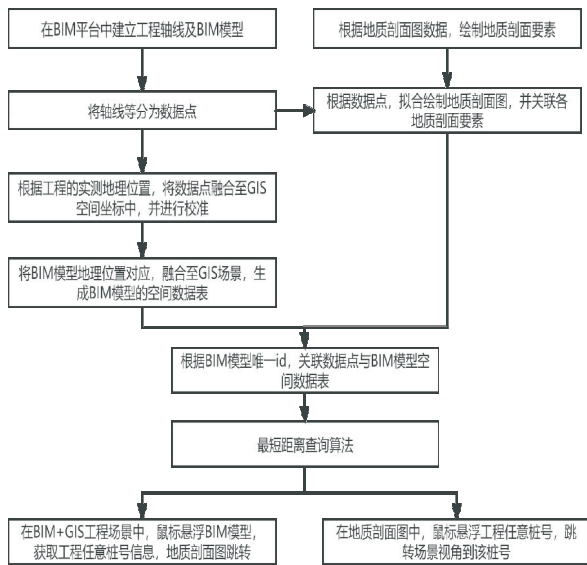 在BIM平台中建立工程轴线及BIM模型
根据地质剖面图数据，绘制地质剖面要素
将轴线等分为数据点
根据数据点，拟合绘制地质剖面图，并关联各
地质剖面要素
根据工程的实测地理位置，将数据点融合至GIS
空间坐标中，并进行校准
将BIM模型地理位置对应，融合至GIS场景，生
成BIM模型的空间数据表
根据BIM模型唯一id，关联数据点与BIM模型空
间数据表
最短距离查询算法
在BIM+GIS工程场景中，鼠标悬浮BIM模型，
获取工程任意桩号信息，地质剖面图跳转
在地质剖面图中，鼠标悬浮工程任意桩号，跳
转场景视角到该桩号